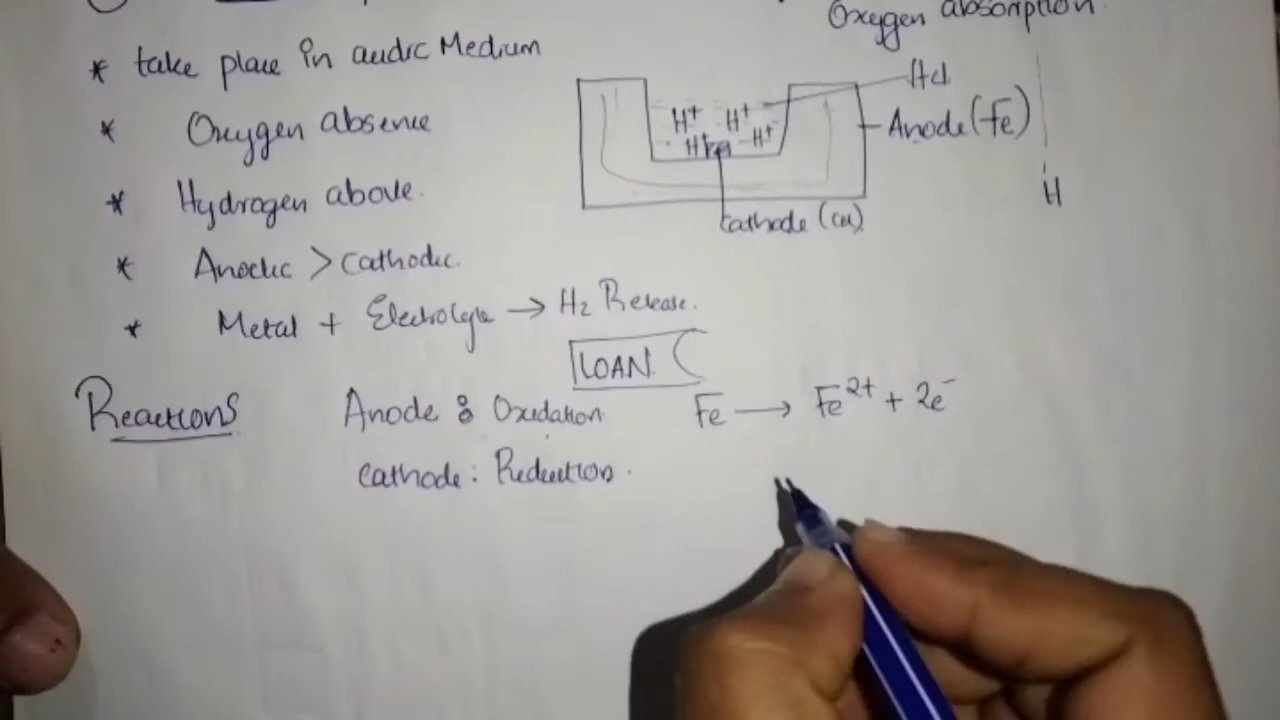 Oxygen absorption
* take place in acidic Medium
* Oxygen absence
* Hydrogen above.
* Anodic > cathodic.
* Metal + Electrolyte → H2 Release.
HCl
H+ H+
H+ H+
Anode (Fe)
Cathode (Cu)
H
LOAN
Reactions Anode : Oxidation Fe → Fe2+ + 2e-
Cathode : Reduction.